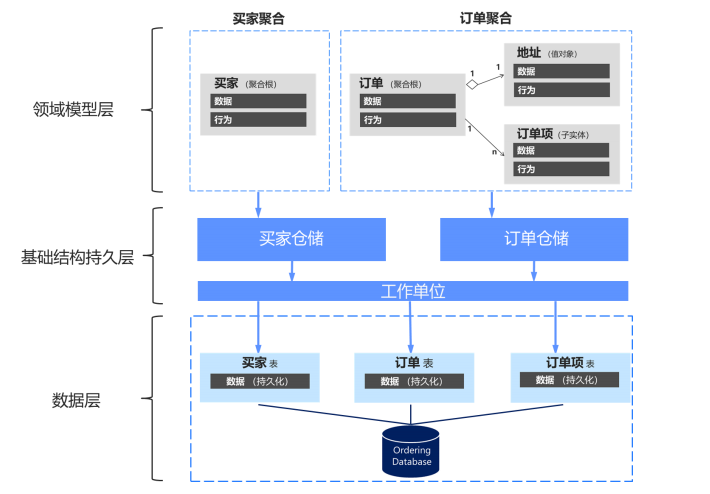 买家聚合
订单聚合
领域模型层
买家 （聚合根）
数据
行为
订单 （聚合根）
数据
行为
1
1
地址 （值对象）
数据
行为
1
n
订单项 （子实体）
数据
行为
基础结构持久层
买家仓储
订单仓储
工作单位
数据层
买家 表
数据 （持久化）
订单 表
数据 （持久化）
订单项 表
数据 （持久化）
Ordering
Database